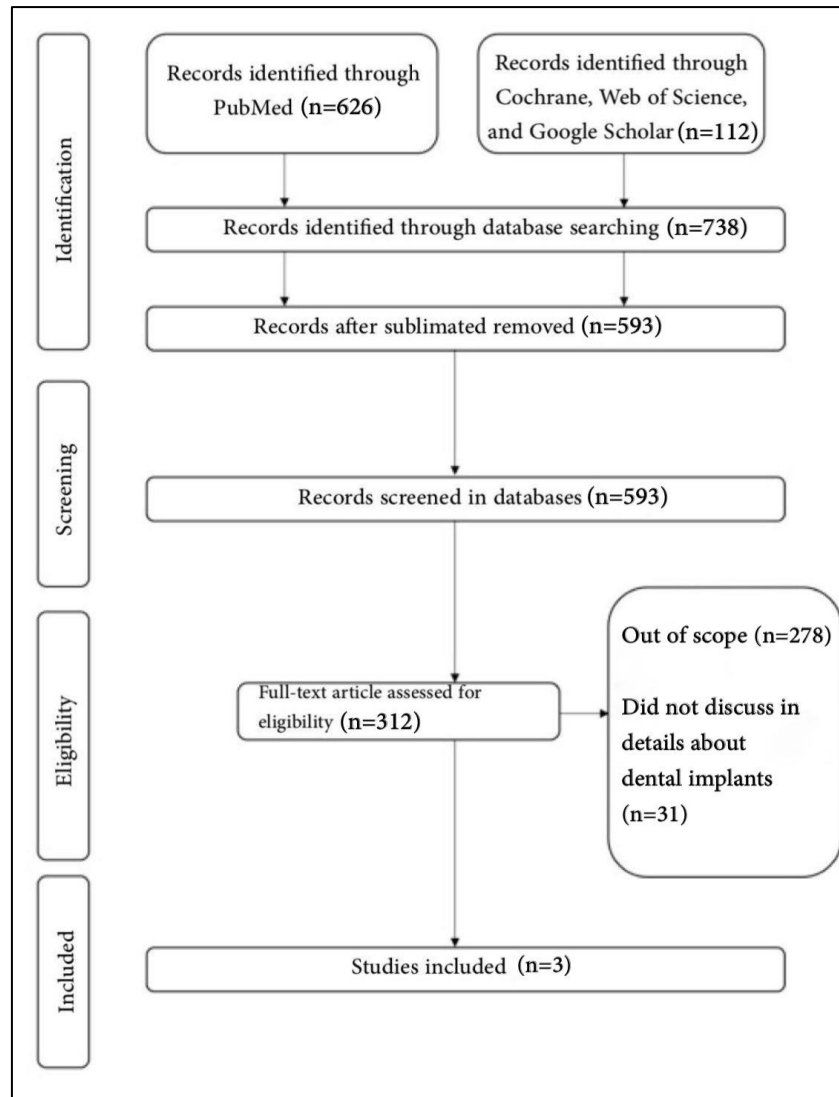 Identification
Records identified through
PubMed (n=626)
Records identified through
Cochrane, Web of Science,
and Google Scholar (n=112)
Records identified through database searching (n=738)
Records after sublimated removed (n=593)
Screening
Records screened in databases (n=593)
Eligibility
Full-text article assessed for
eligibility (n=312)
Out of scope (n=278)
Did not discuss in
details about
dental implants
(n=31)
Included
Studies included (n=3)